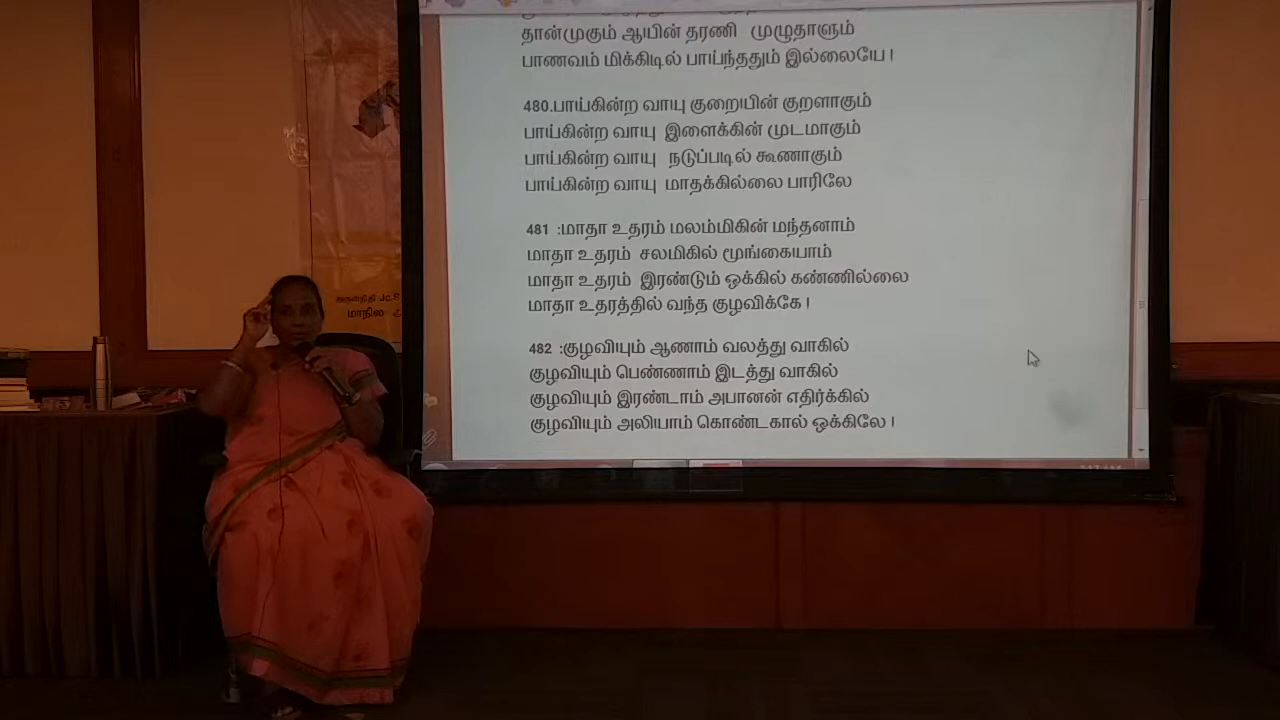 தான்முகும் ஆயின் தரணி முழுதாளும்
பாணவம் மிக்கிடில் பாய்ந்ததும் இல்லையே।
480.பாய்கின்ற வாயு குறையின் குறளாகும்
பாய்கின்ற வாயு இளைக்கின் முடமாகும்
பாய்கின்ற வாயு நடுப்படில் கூணாகும்
பாய்கின்ற வாயு மாதக்கில்லை பாரிலே
481 :மாதா உதரம் மலம்மிகின் மந்தனாம்
மாதா உதரம் சலமிகில் மூங்கையாம்
மாதா உதரம் இரண்டும் ஒக்கில் கண்ணில்லை
மாதா உதரத்தில் வந்த குழவிக்கே।
482 :குழவியும் ஆணாம் வலத்து வாகில்
குழவியும் பெண்ணாம் இடத்து வாகில்
குழவியும் இரண்டாம் அபானன் எதிர்க்கில்
குழவியும் அலியாம் கொண்டகால் ஒக்கிலே।
மாநில